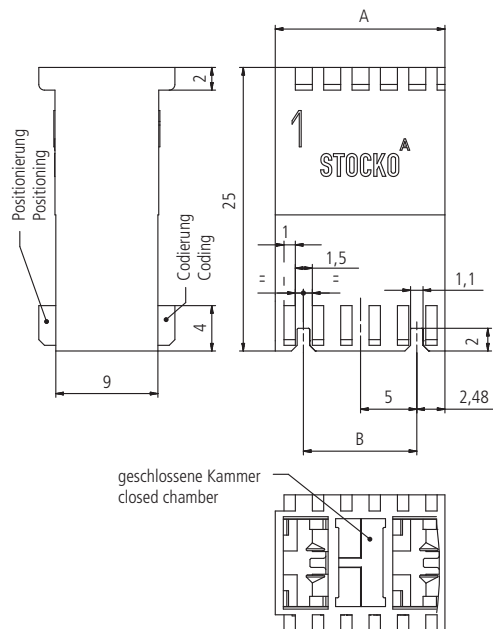 A
2
1
STOCKO A
25
Positionierung
Positioning
Codierung
Coding
1
1,5
=
=
1,1
4
2
9
5
2,48
B
geschlossene Kammer
closed chamber